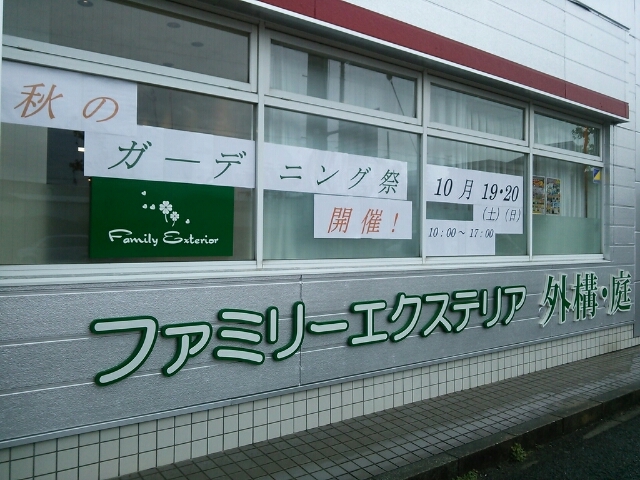 秋の
ガーデニング祭
開催!
10月 19・20
(土)(日)
10:00～17:00
Family Exterior
ファミリーエクステリア 外構・庭